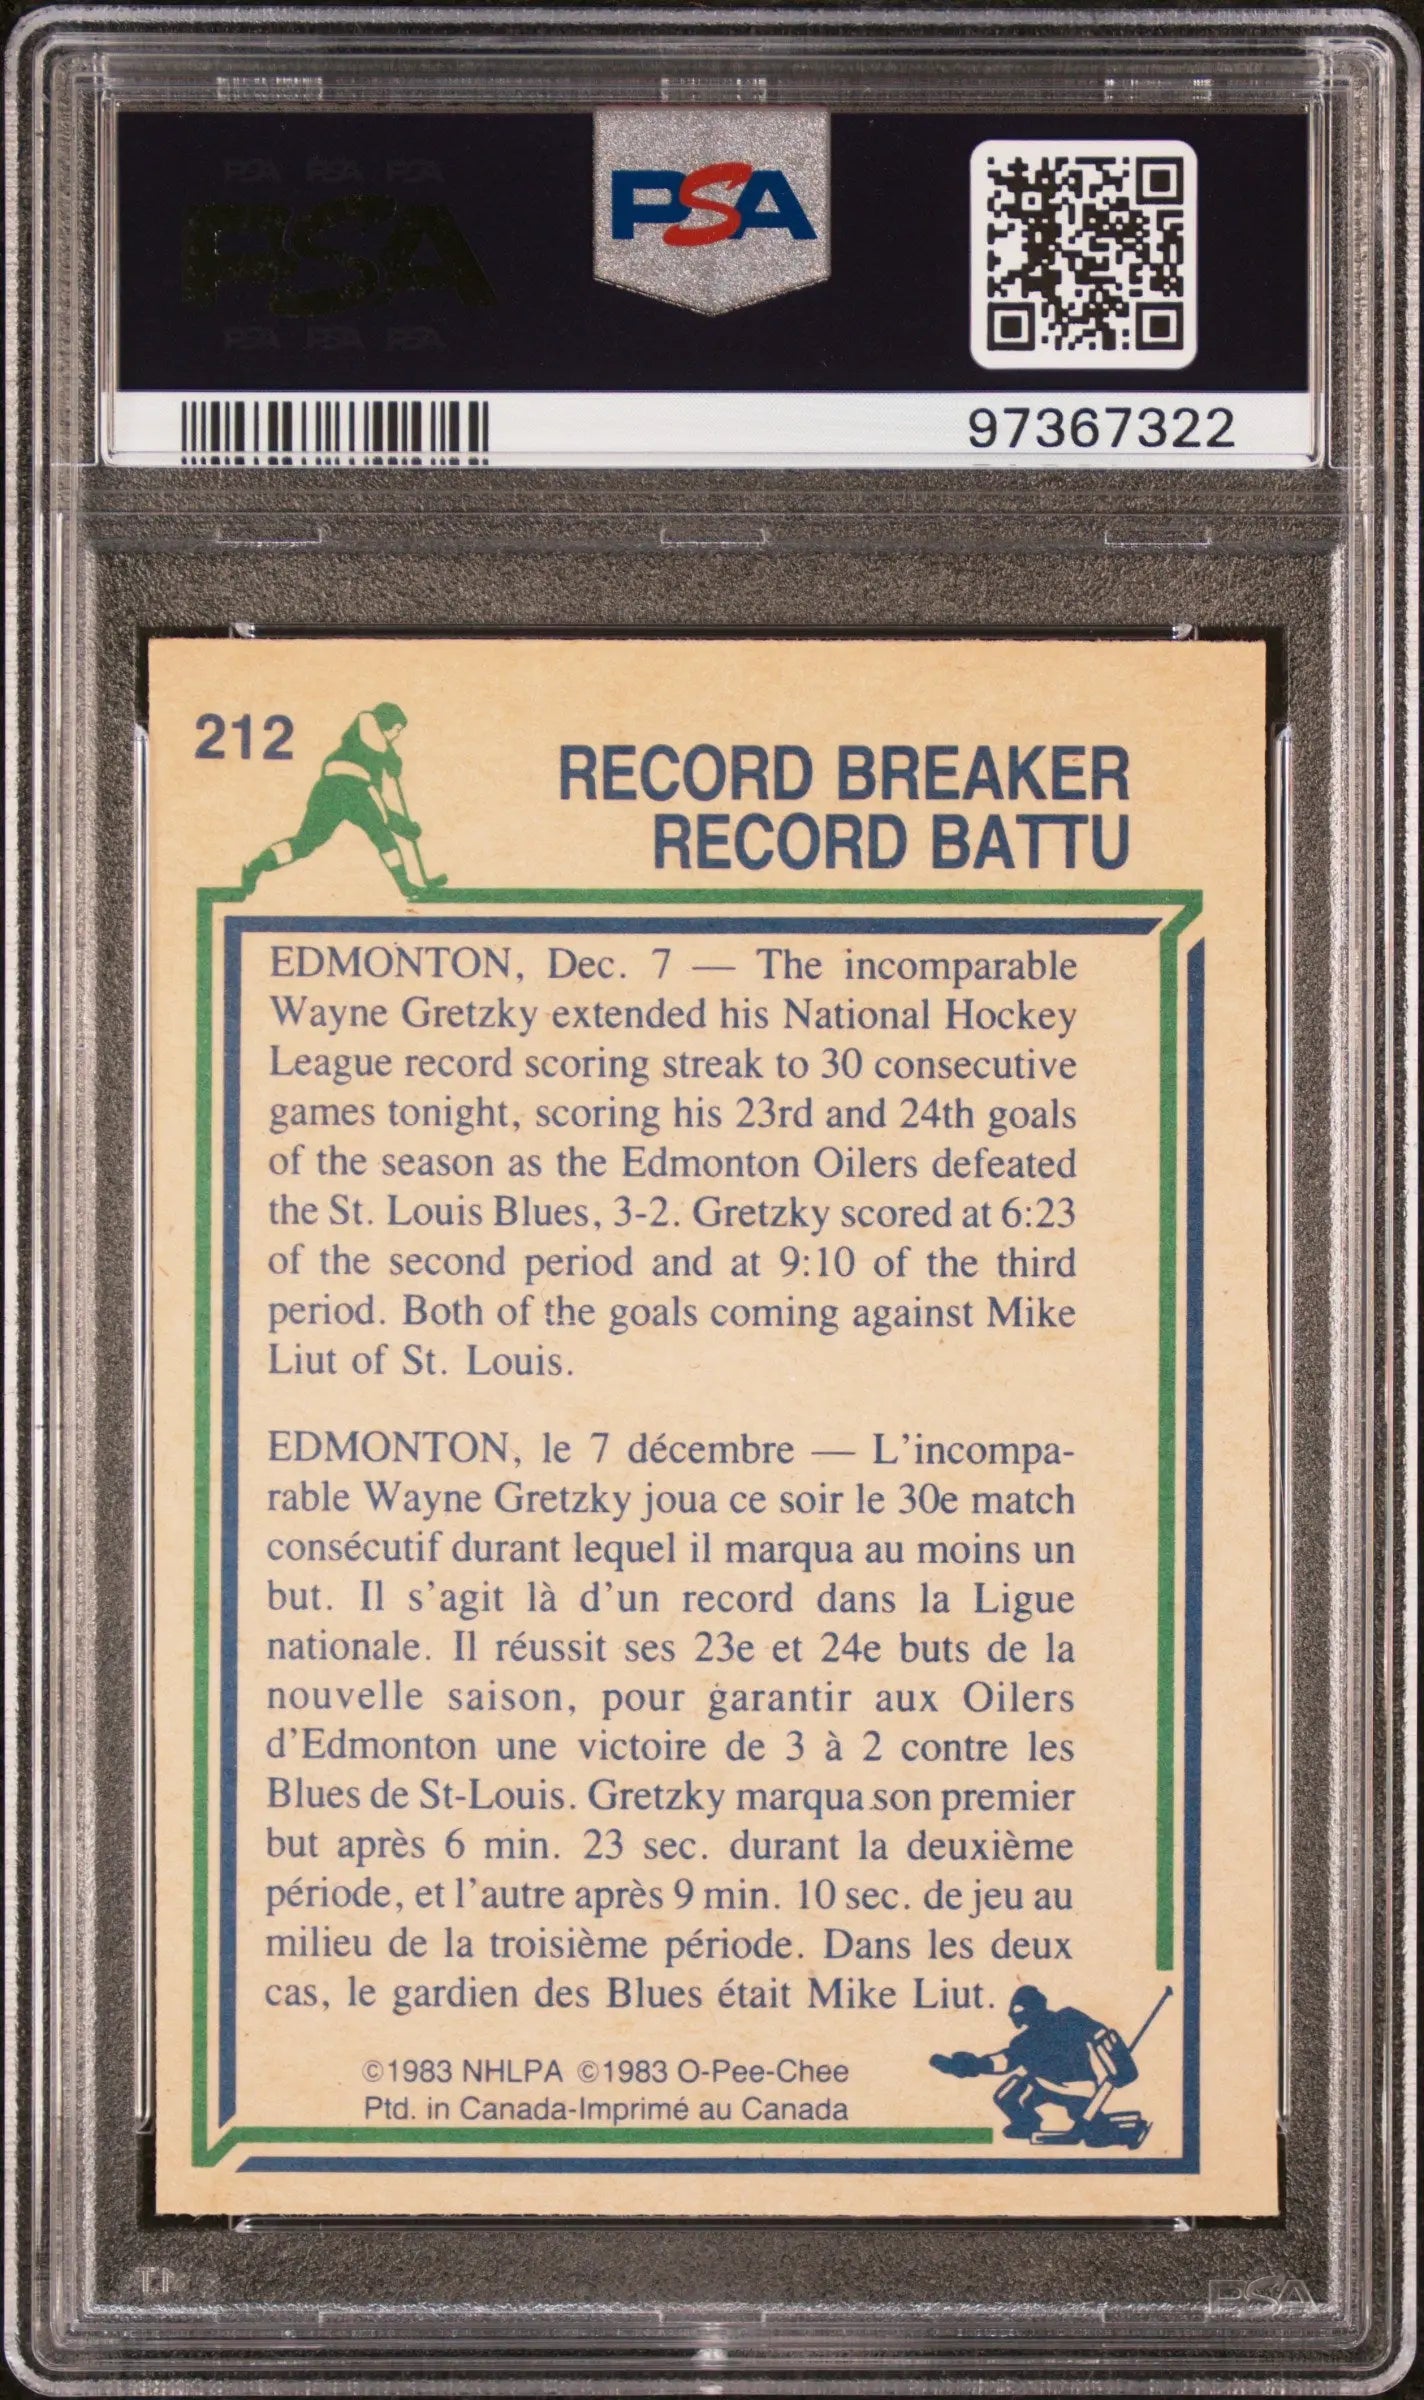 PSA PSA PSA
PSA
PSA PSA PSA
PSA
97367322
212
RECORD BREAKER
RECORD BATTU
EDMONTON, Dec. 7 — The incomparable
Wayne Gretzky extended his National Hockey
League record scoring streak to 30 consecutive
games tonight, scoring his 23rd and 24th goals
of the season as the Edmonton Oilers defeated
the St. Louis Blues, 3-2. Gretzky scored at 6:23
of the second period and at 9:10 of the third
period. Both of the goals coming against Mike
Liut of St. Louis.
EDMONTON, le 7 décembre — L'incompa-
rable Wayne Gretzky joua ce soir le 30e match
consécutif durant lequel il marqua au moins un
but. Il s'agit là d'un record dans la Ligue
nationale. Il réussit ses 23e et 24e buts de la
nouvelle saison, pour garantir aux Oilers
d'Edmonton une victoire de 3 à 2 contre les
Blues de St-Louis. Gretzky marqua son premier
but après 6 min. 23 sec. durant la deuxième
période, et l'autre après 9 min. 10 sec. de jeu au
milieu de la troisième période. Dans les deux
cas, le gardien des Blues était Mike Liut.
©1983 NHLPA ©1983 O-Pee-Chee
Ptd. in Canada-Imprimé au Canada
PSA